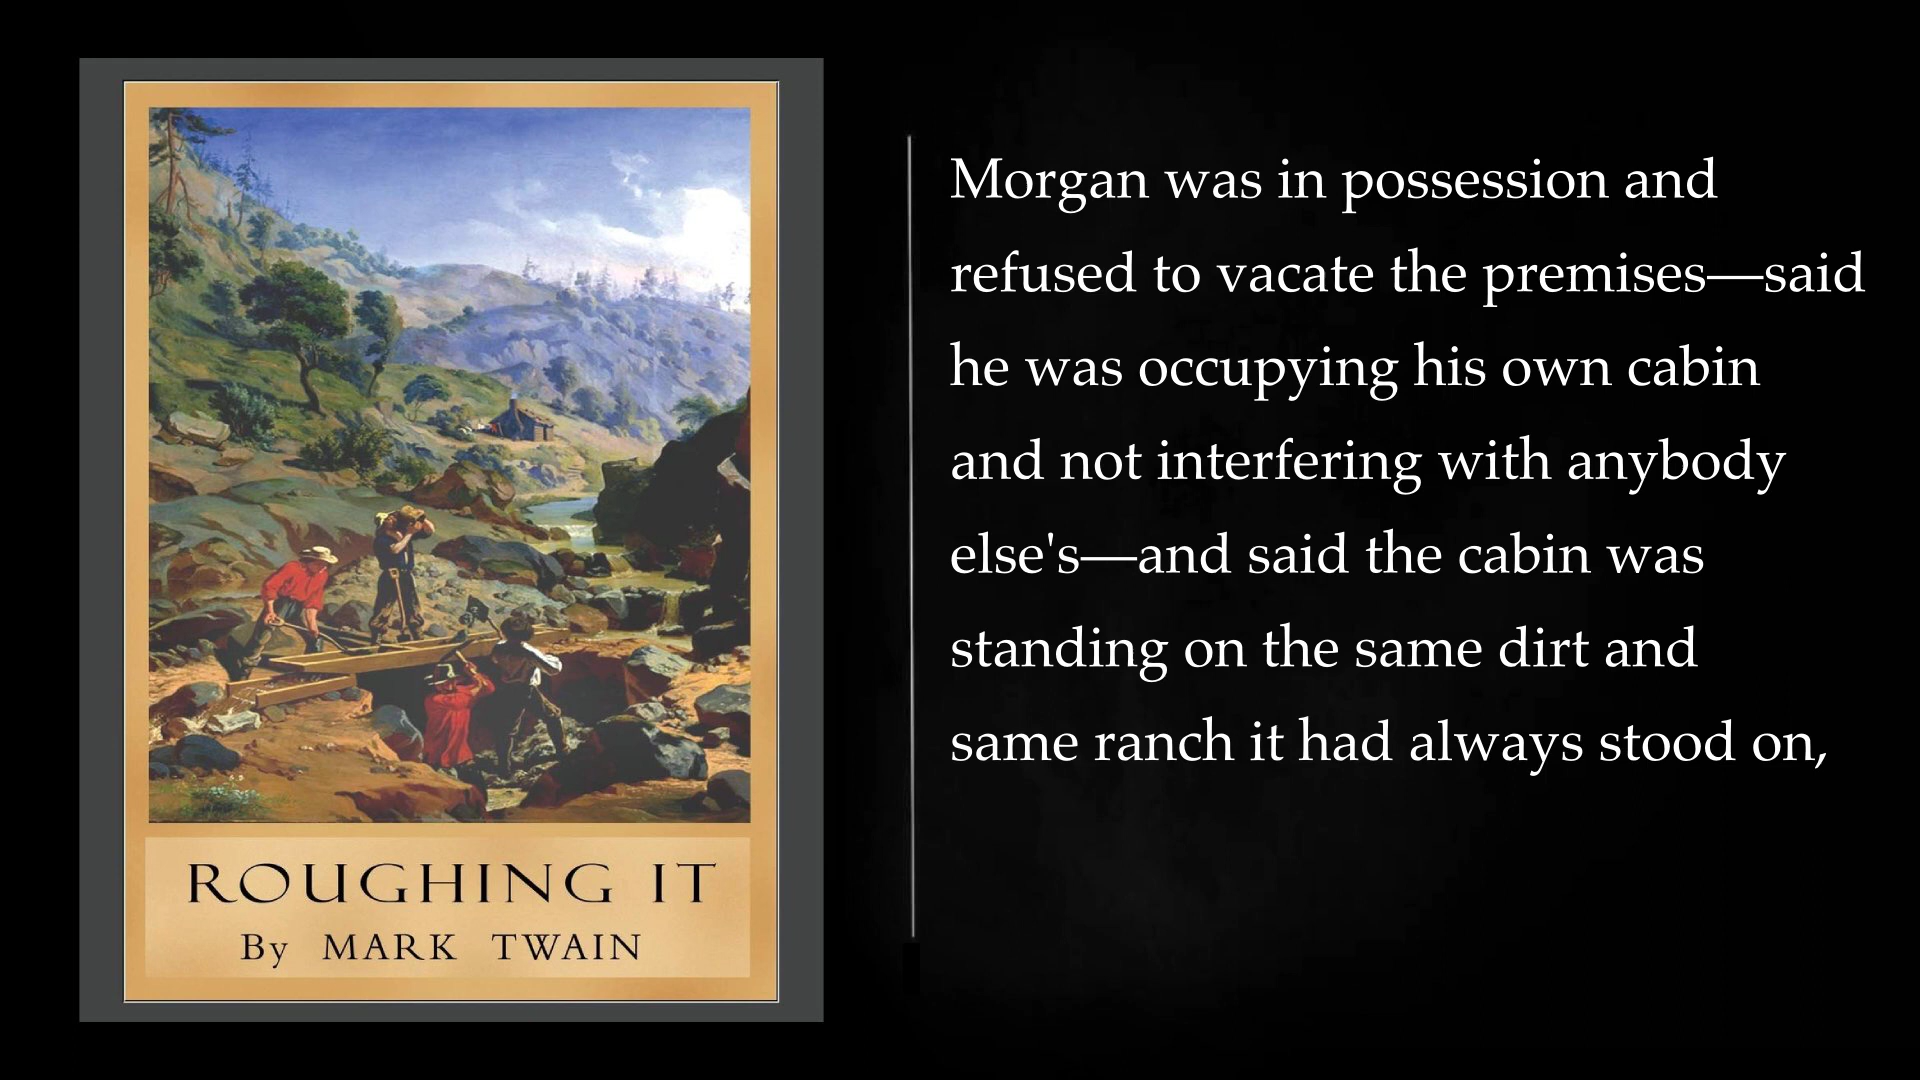 ROUGHING IT
By MARK TWAIN
Morgan was in possession and
refused to vacate the premises—said
he was occupying his own cabin
and not interfering with anybody
else's—and said the cabin was
standing on the same dirt and
same ranch it had always stood on,